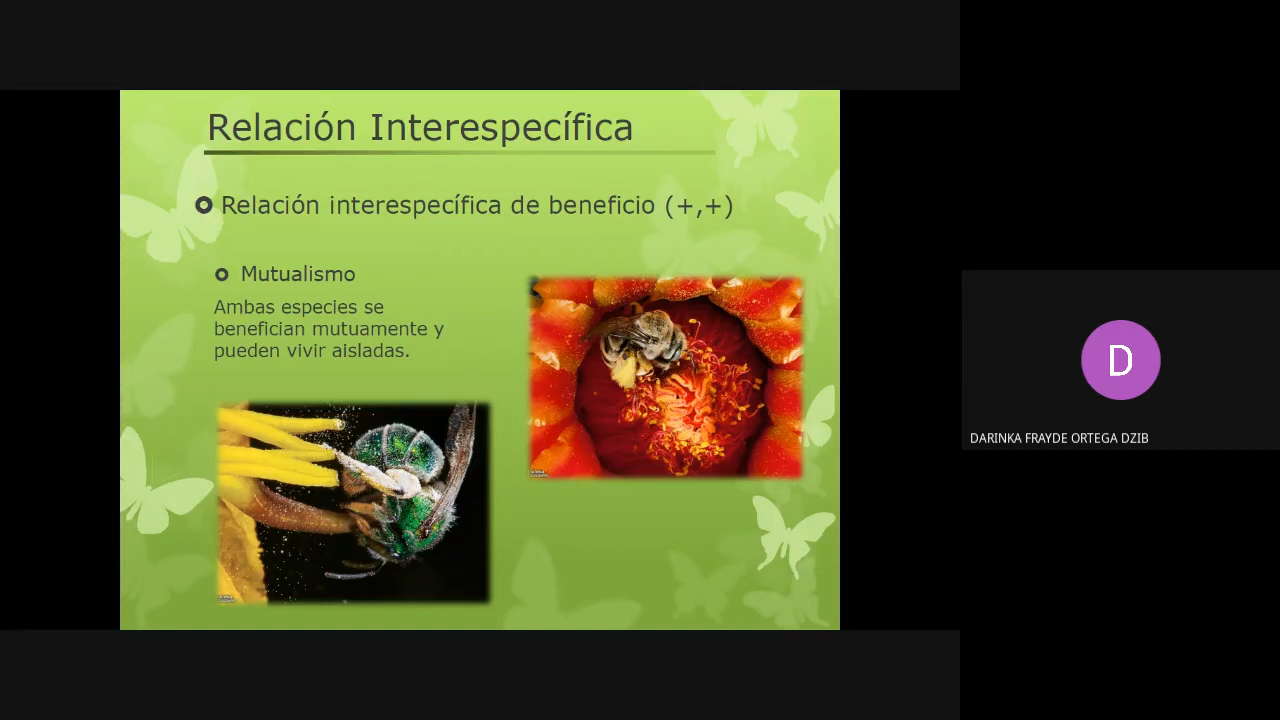 Relación Interespecífica
Relación interespecífica de beneficio (+,+)
Mutualismo
Ambas especies se
benefician mutuamente y
pueden vivir aisladas.
D
DARINKA FRAYDE ORTEGA DZIB